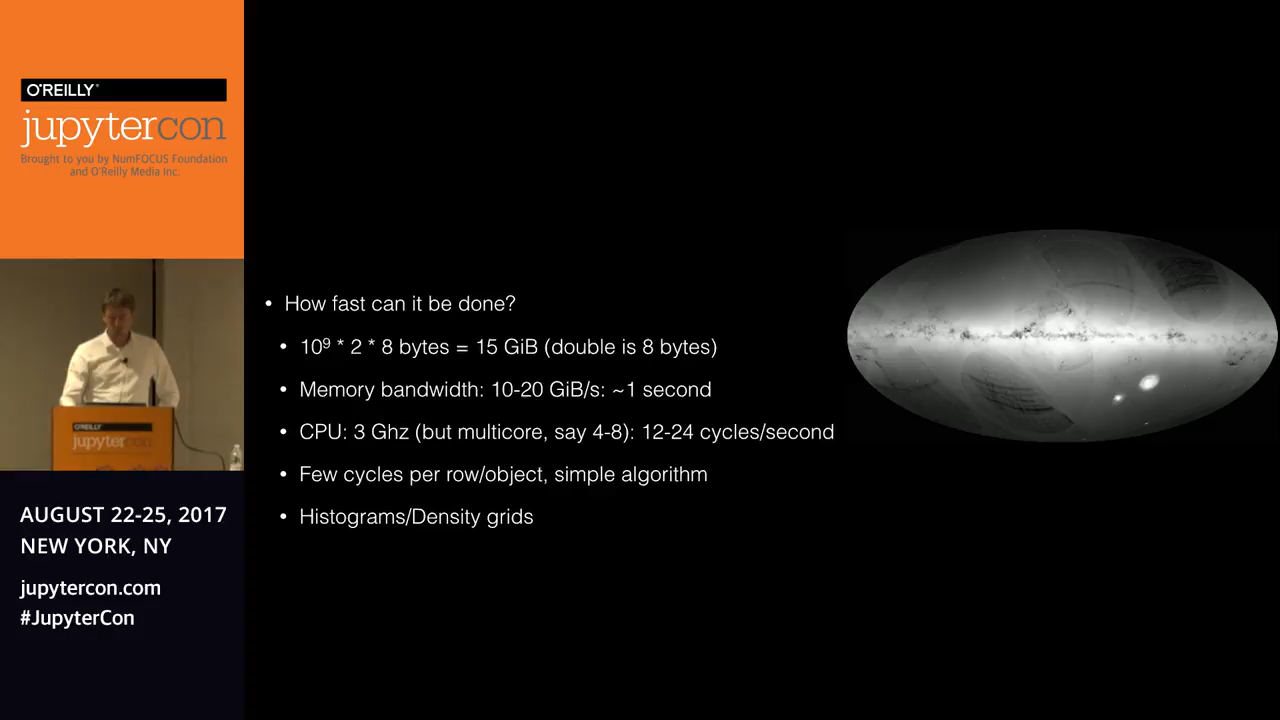 O'REILLY®
jupytercon
Brought to you by NumFOCUS Foundation
and O'Reilly Media Inc.
• How fast can it be done?
• 10⁹ * 2 * 8 bytes = 15 GiB (double is 8 bytes)
• Memory bandwidth: 10-20 GiB/s: ~1 second
• CPU: 3 Ghz (but multicore, say 4-8): 12-24 cycles/second
• Few cycles per row/object, simple algorithm
• Histograms/Density grids
O'REILLY
jupytercon
AUGUST 22-25, 2017
NEW YORK, NY
jupytercon.com
#JupyterCon